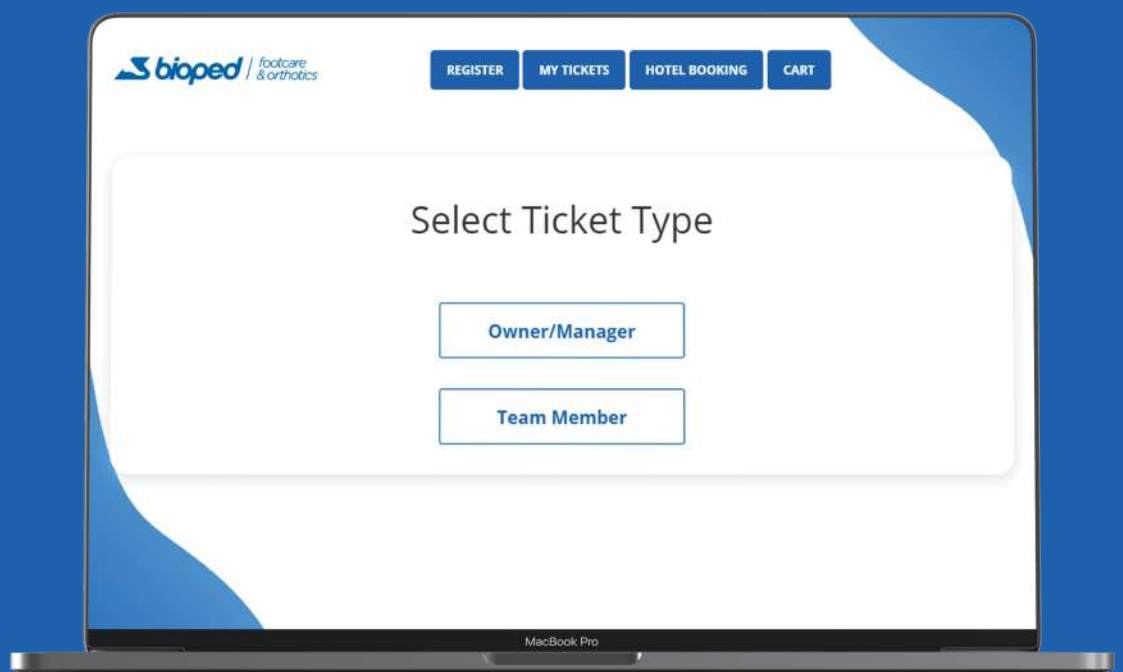 bioped footcare
& orthotics
REGISTER MY TICKETS HOTEL BOOKING CART
Select Ticket Type
Owner/Manager
Team Member
MacBook Pro